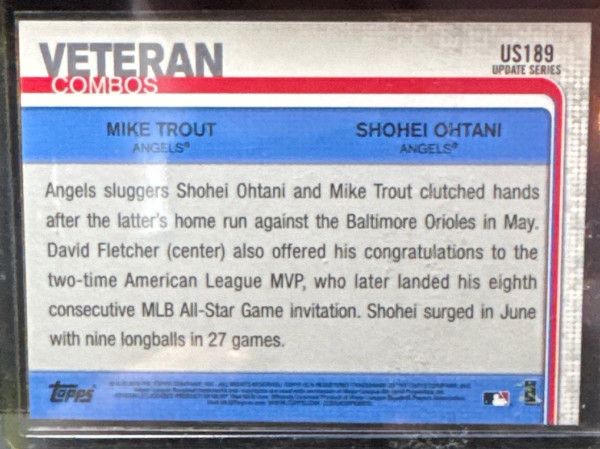 VETERAN
COMBOS
US189
UPDATE SERIES
MIKE TROUT
ANGELS®
SHOHEI OHTANI
ANGELS®
Angels sluggers Shohei Ohtani and Mike Trout clutched hands
after the latter's home run against the Baltimore Orioles in May.
David Fletcher (center) also offered his congratulations to the
two-time American League MVP, who later landed his eighth
consecutive MLB All-Star Game invitation. Shohei surged in June
with nine longballs in 27 games.
Topps